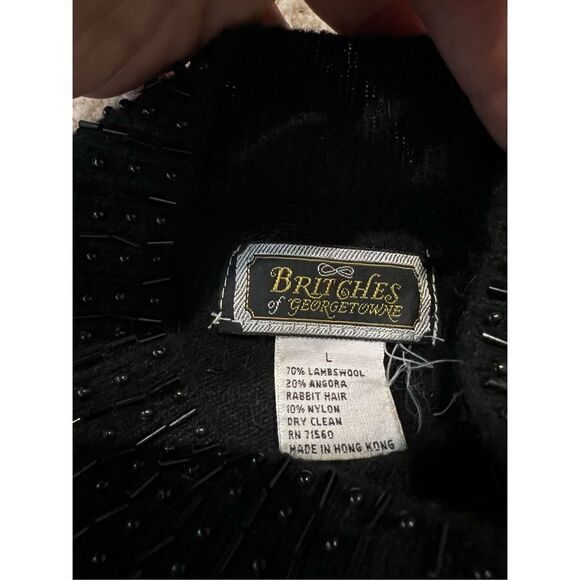 BRITCHES
of GEORGETOWNE
L
70% LAMBSWOOL
20% ANGORA
RABBIT HAIR
10% NYLON
DRY CLEAN
RN 71560
MADE IN HONG KONG